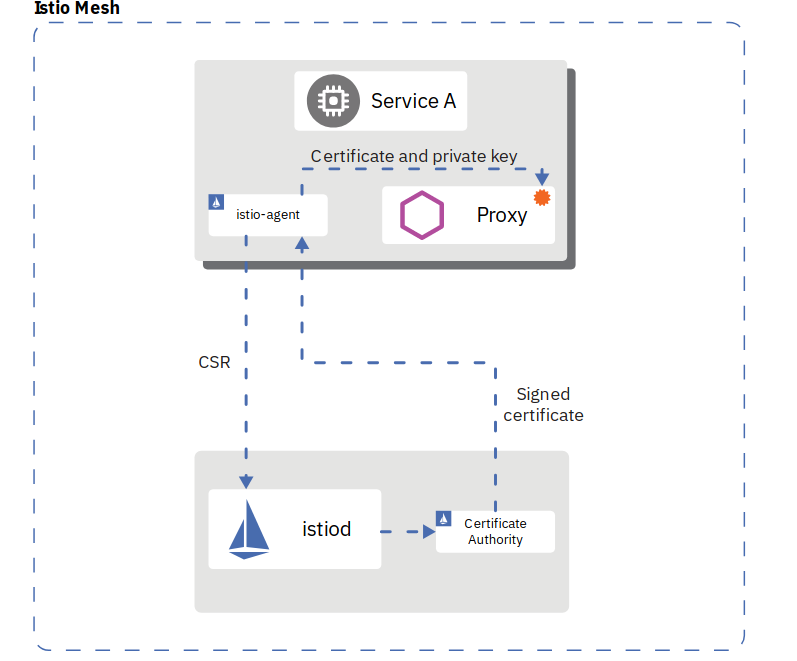 Istio Mesh
Service A
Certificate and private key
istio-agent
Proxy
CSR
Signed
certificate
istiod
Certificate
Authority